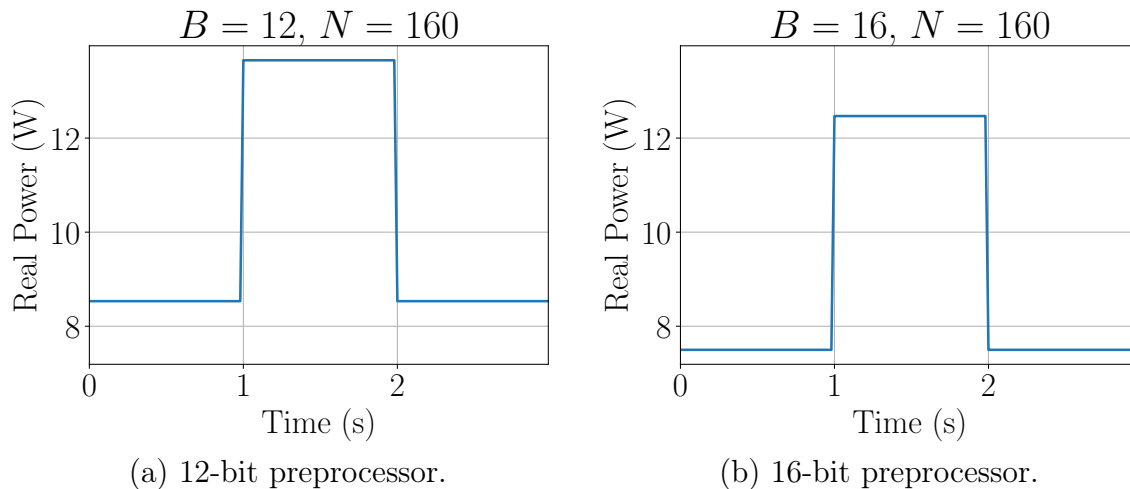 B = 12, N = 160
Real Power (W)
12
10
8
0 1 2
Time (s)
(a) 12-bit preprocessor.
B = 16, N = 160
Real Power (W)
12
10
8
0 1 2
Time (s)
(b) 16-bit preprocessor.